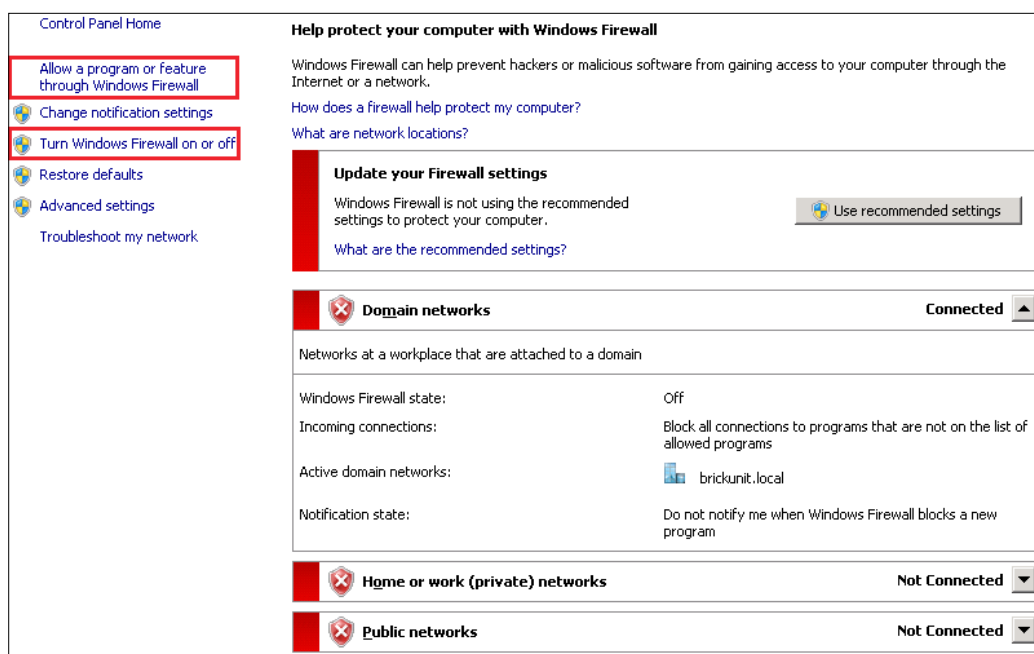 Control Panel Home
Allow a program or feature
through Windows Firewall
Change notification settings
Turn Windows Firewall on or off
Restore defaults
Advanced settings
Troubleshoot my network
Help protect your computer with Windows Firewall
Windows Firewall can help prevent hackers or malicious software from gaining access to your computer through the
Internet or a network.
How does a firewall help protect my computer?
What are network locations?
Update your Firewall settings
Windows Firewall is not using the recommended
settings to protect your computer.
Use recommended settings
What are the recommended settings?
Domain networks Connected
Networks at a workplace that are attached to a domain
Windows Firewall state: Off
Incoming connections: Block all connections to programs that are not on the list of
allowed programs
Active domain networks: brickunit.local
Notification state: Do not notify me when Windows Firewall blocks a new
program
Home or work (private) networks Not Connected
Public networks Not Connected